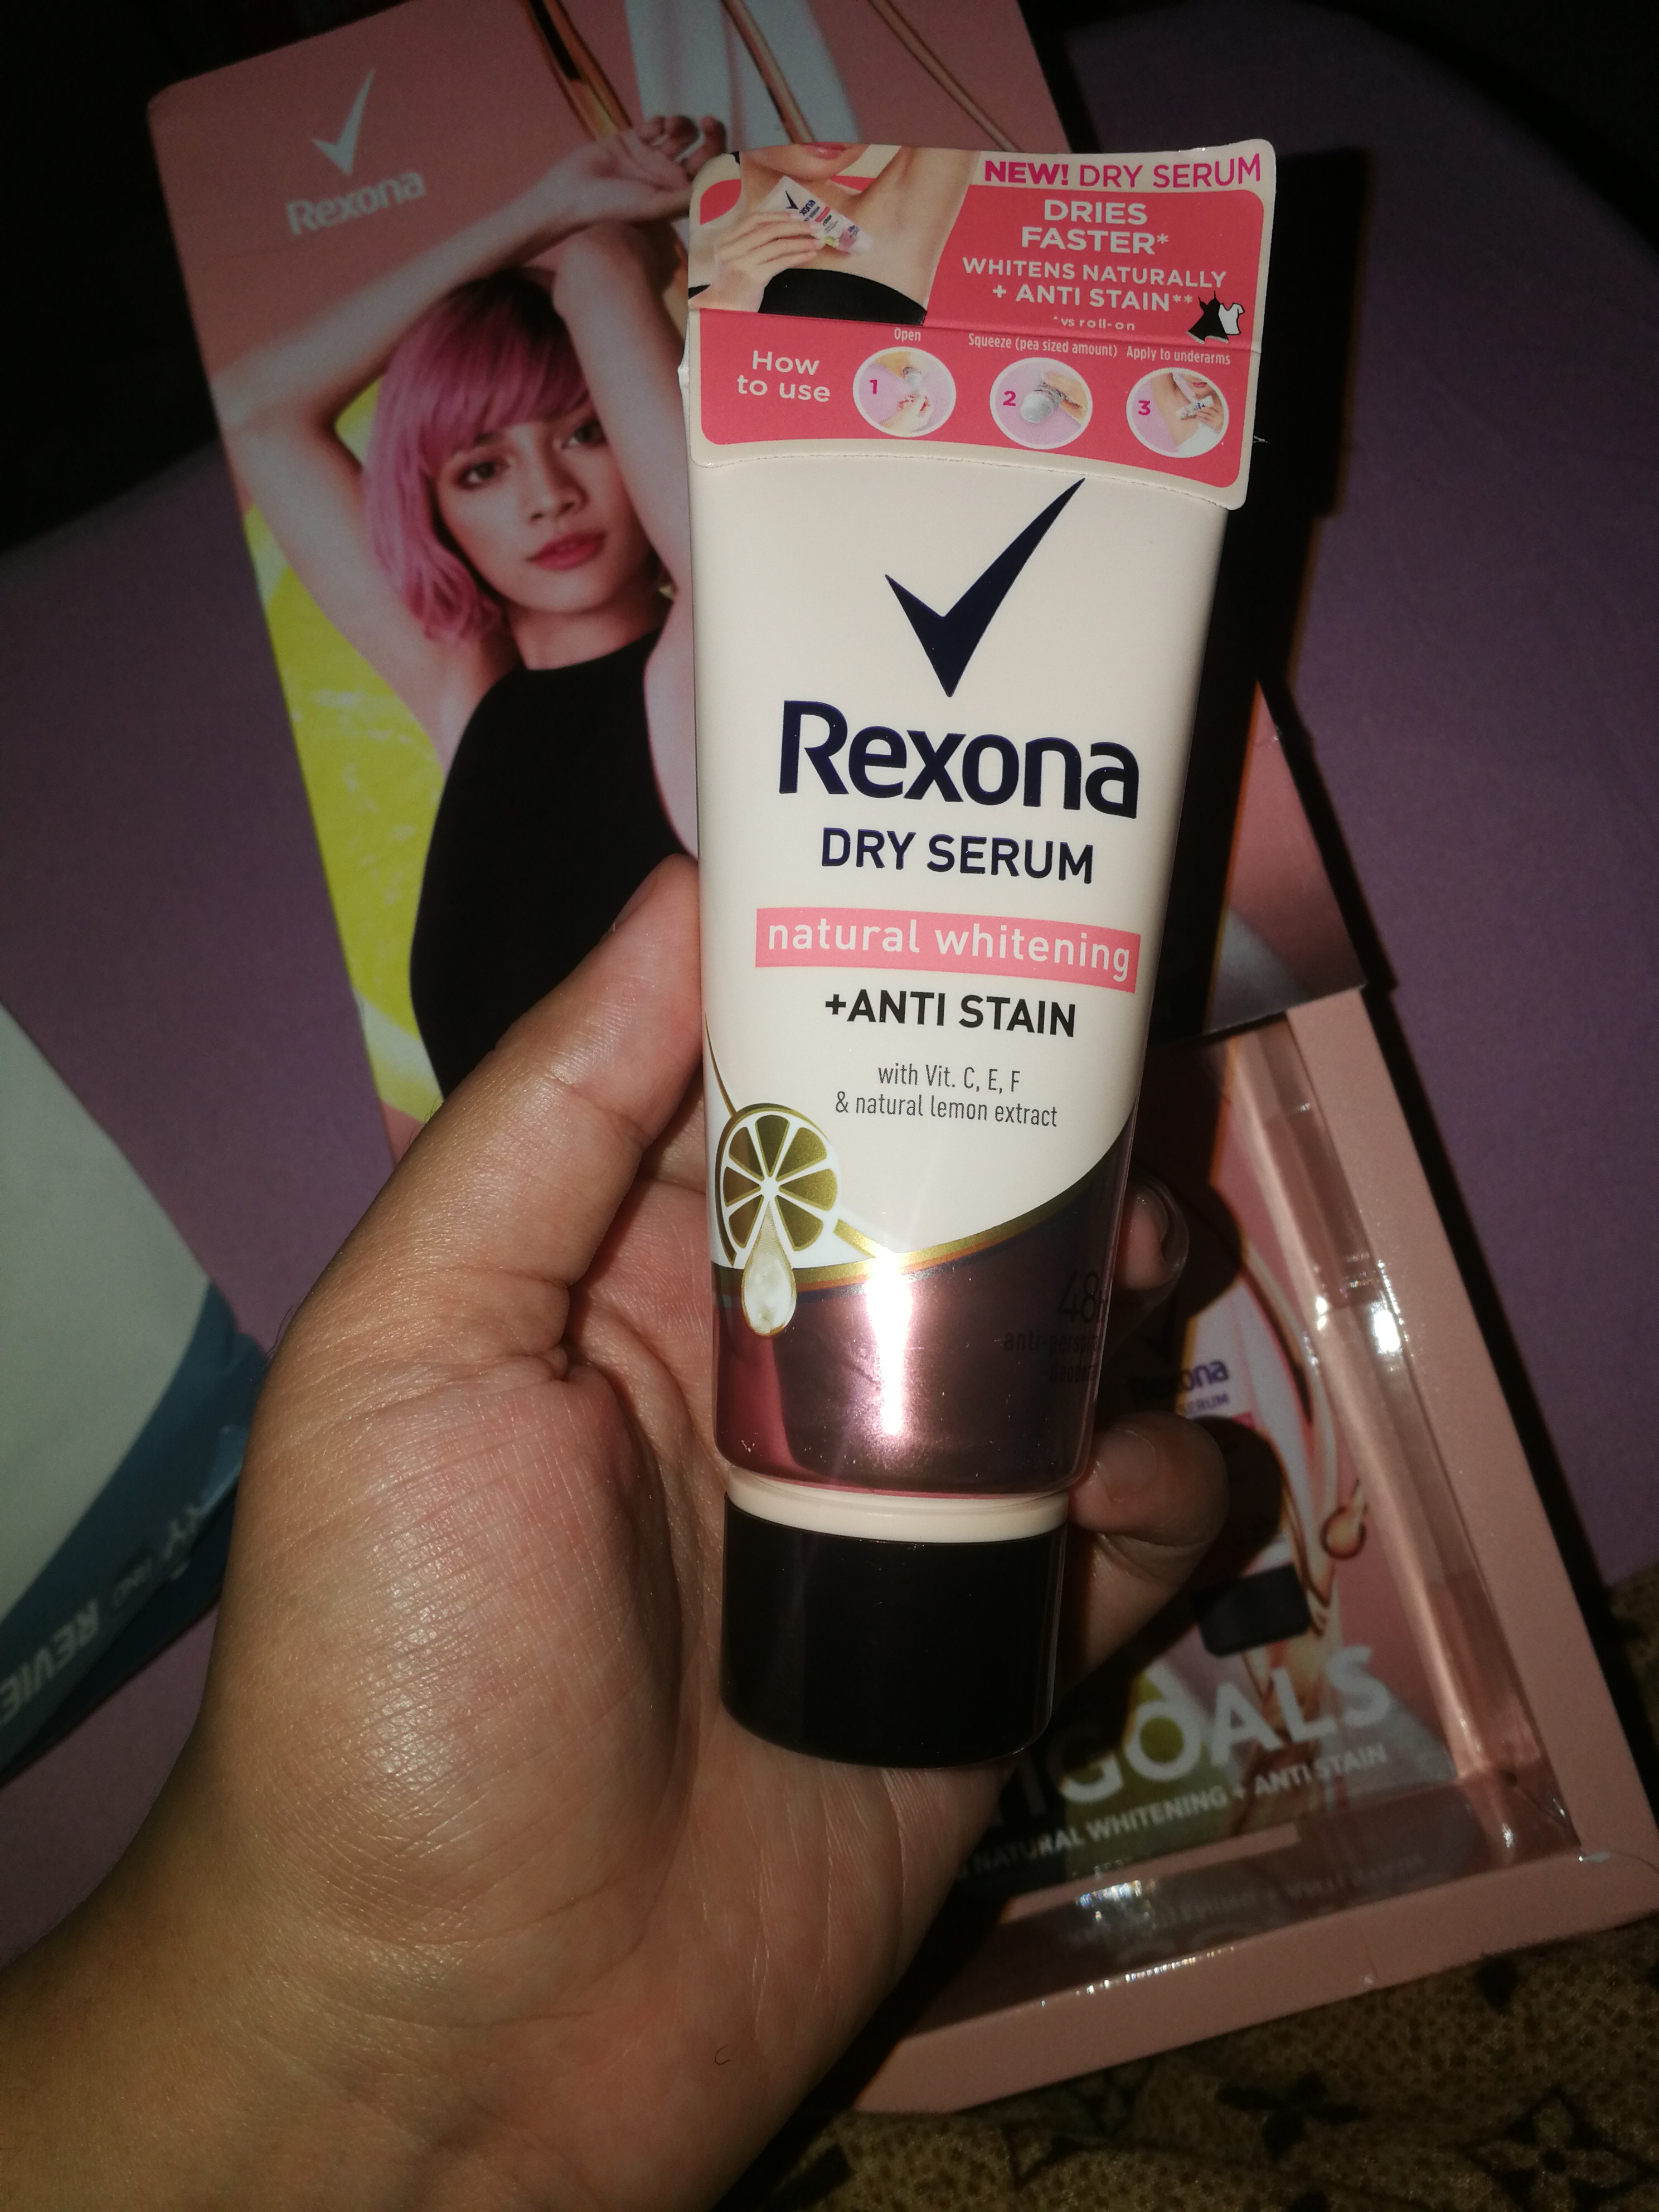 Rexona
NEW! DRY SERUM
DRIES
FASTER*
WHITENS NATURALLY
+ ANTI STAIN**
*vs roll-on
How
to use
Open
1
Squeeze (pea sized amount)
2
Apply to underarms
3
Rexona
DRY SERUM
natural whitening
+ANTI STAIN
with Vit. C, E, F
& natural lemon extract
48h
GOALS
NATURAL WHITENING + ANTI STAIN